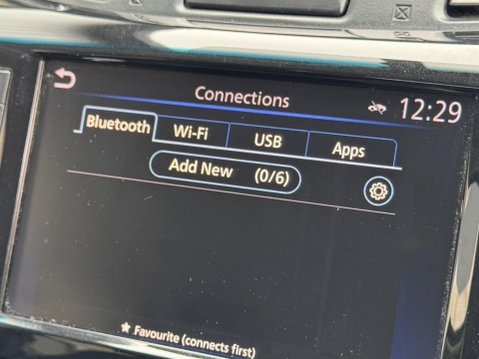 Connections
12:29
Bluetooth
Wi-Fi
USB
Apps
Add New (0/6)
Favourite (connects first)